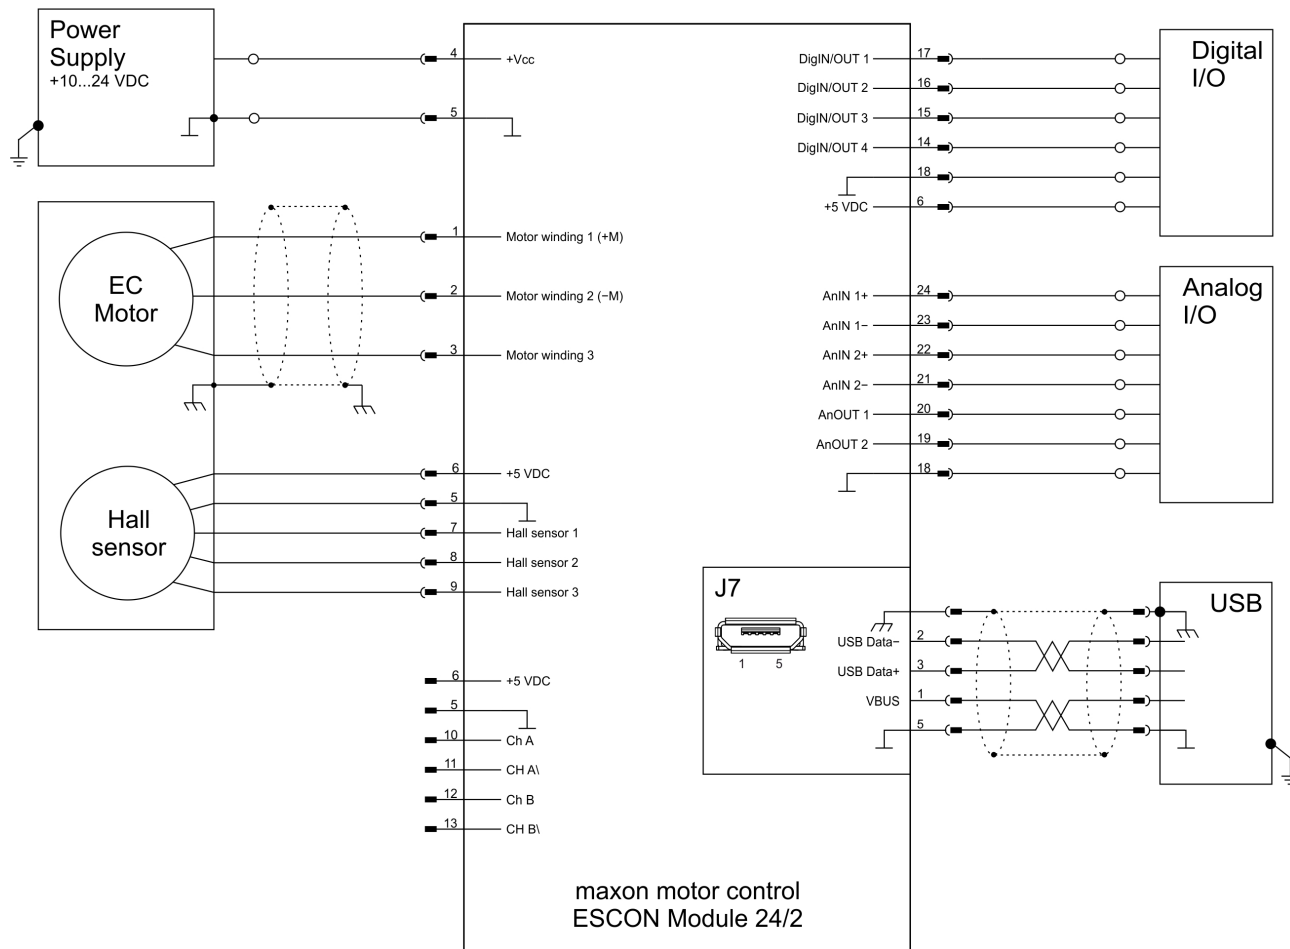 Power
Supply
+10...24 VDC
4
+Vcc
5
EC
Motor
1
Motor winding 1 (+M)
2
Motor winding 2 (−M)
3
Motor winding 3
Hall
sensor
6
+5 VDC
5
7
Hall sensor 1
8
Hall sensor 2
9
Hall sensor 3
6
+5 VDC
5
10
Ch A
11
CH A\
12
Ch B
13
CH B\
DigIN/OUT 1
17
DigIN/OUT 2
16
DigIN/OUT 3
15
DigIN/OUT 4
14
18
+5 VDC
6
Digital
I/O
AnIN 1+
24
AnIN 1−
23
AnIN 2+
22
AnIN 2−
21
AnOUT 1
20
AnOUT 2
19
18
Analog
I/O
J7
1 5
USB Data−
2
USB Data+
3
VBUS
1
5
USB
maxon motor control
ESCON Module 24/2